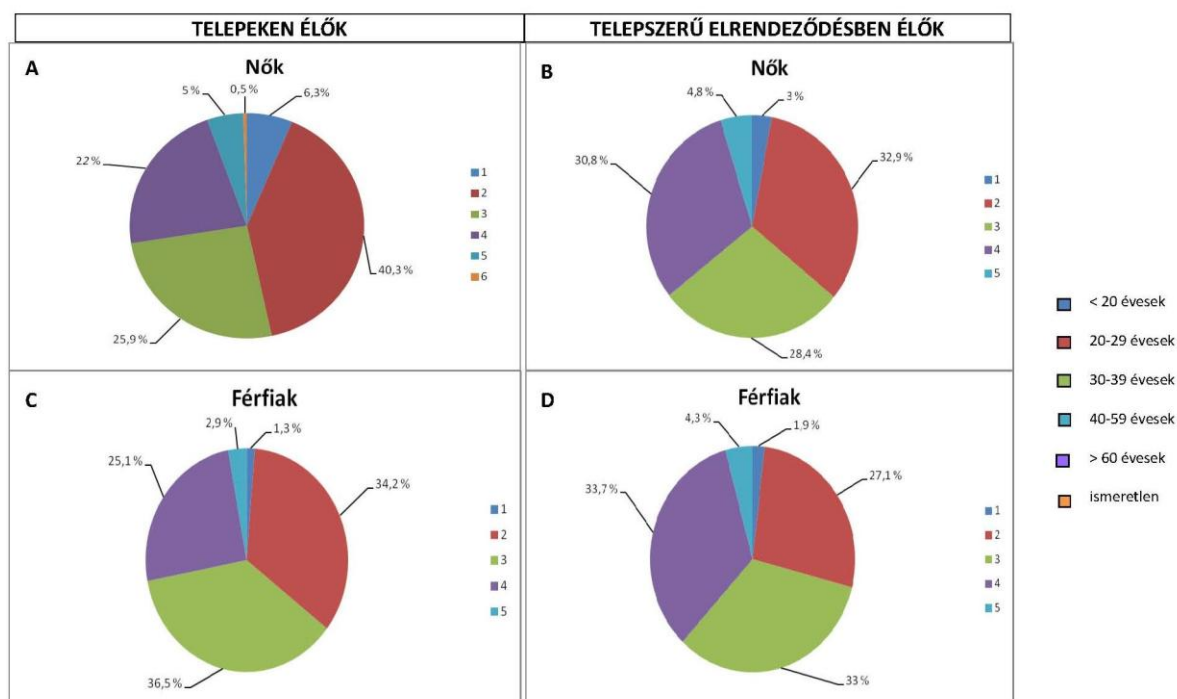 TELEPEKEN ÉLŐK
TELEPSZERŰ ELRENDEZŐDÉSBEN ÉLŐK
A
Nők
0,5 %
5 %
6,3 %
22 %
40,3 %
25,9 %
1
2
3
4
5
6
B
Nők
4,8 %
3 %
30,8 %
32,9 %
28,4 %
1
2
3
4
5
C
Férfiak
2,9 %
1,3 %
25,1 %
34,2 %
36,5 %
1
2
3
4
5
D
Férfiak
4,3 %
1,9 %
33,7 %
27,1 %
33 %
1
2
3
4
5
< 20 évesek
20-29 évesek
30-39 évesek
40-59 évesek
> 60 évesek
ismeretlen